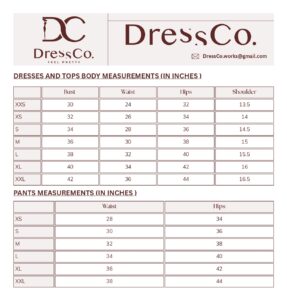 DC
DressCo.
FEEL PRETTY
DressCo.
DressCo.works@gmail.com
DRESSES AND TOPS BODY MEASUREMENTS (IN INCHES )
Bust Waist Hips Shoulder
XXS 30 24 32 13.5
XS 32 26 34 14
S 34 28 36 14.5
M 36 30 38 15
L 38 32 40 15.5
XL 40 34 42 16
XXL 42 36 44 16.5
PANTS MEASUREMENTS (IN INCHES )
Waist Hips
XS 28 34
S 30 36
M 32 38
L 34 40
XL 36 42
XXL 38 44